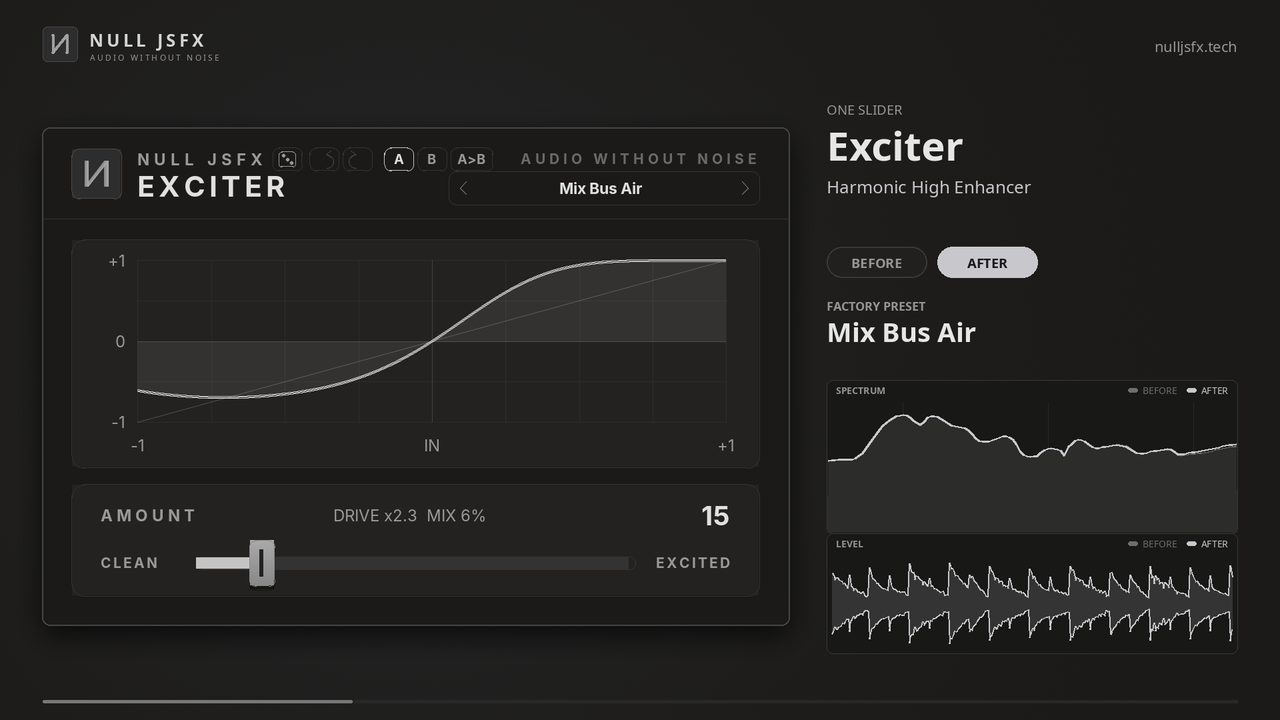 NULL JSFX
AUDIO WITHOUT NOISE
nulljsfx.tech
NULL JSFX
A
B
A>B
AUDIO WITHOUT NOISE
EXCITER
Mix Bus Air
+1
0
-1
-1
IN
+1
AMOUNT
DRIVE x2.3 MIX 6%
15
CLEAN
EXCITED
ONE SLIDER
Exciter
Harmonic High Enhancer
BEFORE
AFTER
FACTORY PRESET
Mix Bus Air
SPECTRUM
BEFORE
AFTER
LEVEL
BEFORE
AFTER